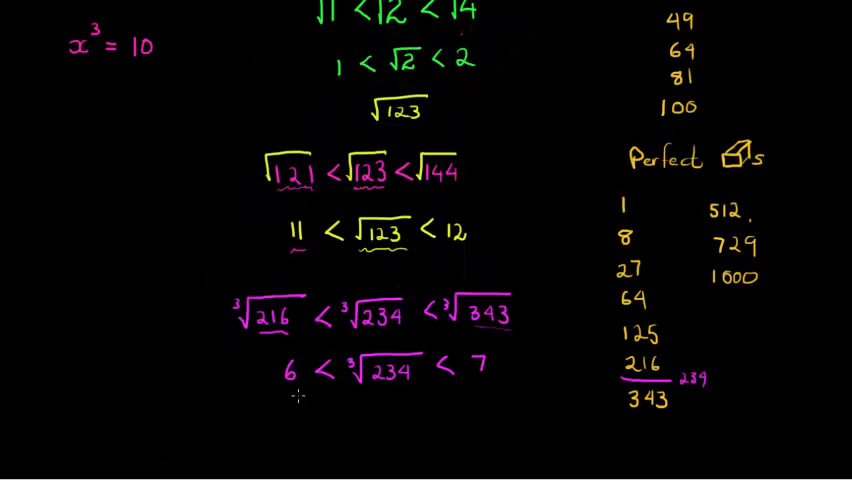 √1 < √2 < √4
x³ = 10
1 < √2 < 2
√123
√121 < √123 < √144
11 < √123 < 12
∛216 < ∛234 < ∛343
6 < ∛234 < 7
49
64
81
100
Perfect s
1
8
27
64
125
216
234
343
512
729
1000